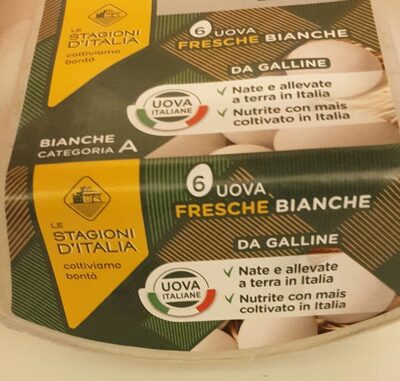 LE
STAGIONI
D'ITALIA
coltiviamo
bontà
6 UOVA
FRESCHE BIANCHE
DA GALLINE
✓ Nate e allevate
a terra in Italia
✓ Nutrite con mais
coltivato in Italia
UOVA
ITALIANE
BIANCHE
CATEGORIA A
LE
STAGIONI
D'ITALIA
coltiviamo
bontà
6 UOVA
FRESCHE BIANCHE
DA GALLINE
✓ Nate e allevate
a terra in Italia
✓ Nutrite con mais
coltivato in Italia
UOVA
ITALIANE